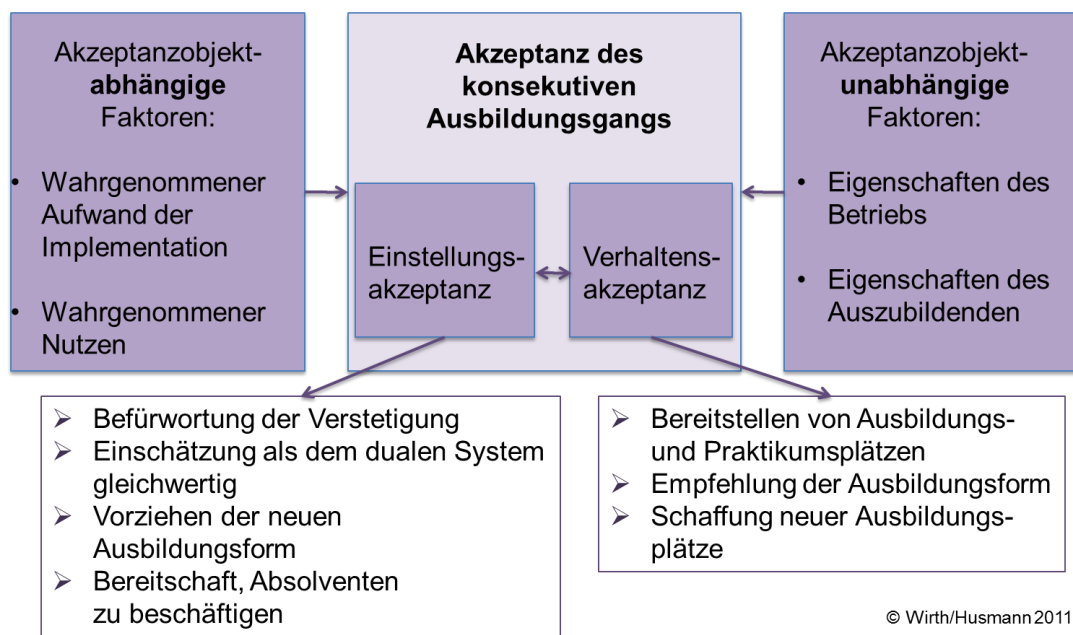 Akzeptanzobjekt-
abhängige
Faktoren:
• Wahrgenommener
Aufwand der
Implementation
• Wahrgenommener
Nutzen
Akzeptanz des
konsekutiven
Ausbildungsgangs
Einstellungs-
akzeptanz
Verhaltens-
akzeptanz
Akzeptanzobjekt-
unabhängige
Faktoren:
• Eigenschaften des
Betriebs
• Eigenschaften des
Auszubildenden
➢ Befürwortung der Verstetigung
➢ Einschätzung als dem dualen System
gleichwertig
➢ Vorziehen der neuen
Ausbildungsform
➢ Bereitschaft, Absolventen
zu beschäftigen
➢ Bereitstellen von Ausbildungs-
und Praktikumsplätzen
➢ Empfehlung der Ausbildungsform
➢ Schaffung neuer Ausbildungs-
plätze
© Wirth/Husmann 2011